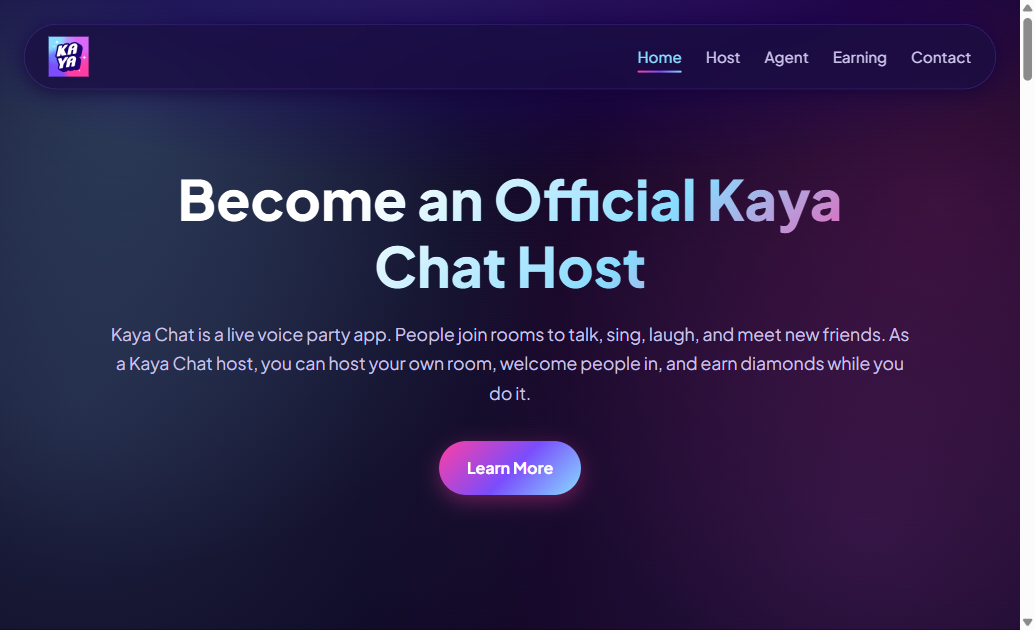 KA
YA
Home Host Agent Earning Contact
Become an Official Kaya
Chat Host
Kaya Chat is a live voice party app. People join rooms to talk, sing, laugh, and meet new friends. As
a Kaya Chat host, you can host your own room, welcome people in, and earn diamonds while you
do it.
Learn More